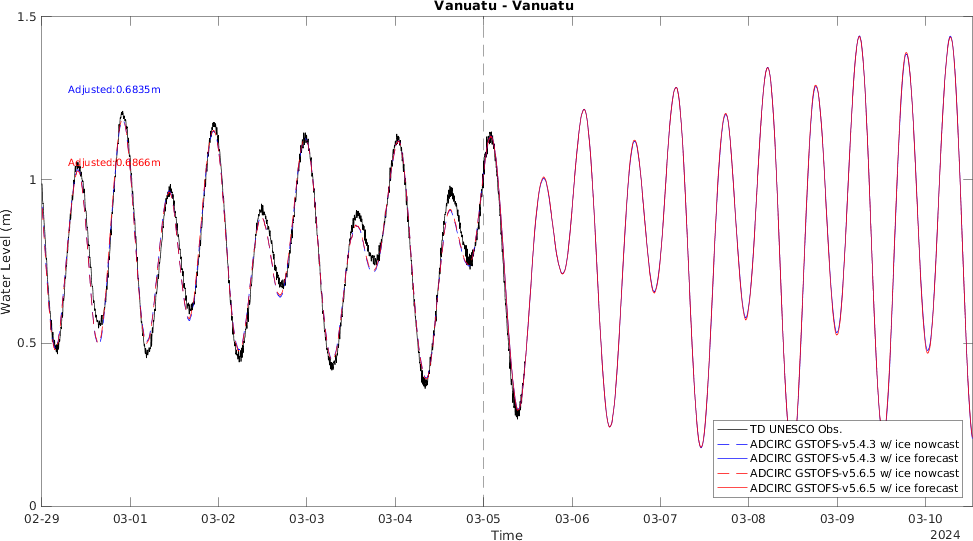 Vanuatu - Vanuatu
1.5
Adjusted:0.6835m
Adjusted:0.6866m
1
Water Level (m)
0.5
0
TD UNESCO Obs.
ADCIRC GSTOFS-v5.4.3 w/ ice nowcast
ADCIRC GSTOFS-v5.4.3 w/ ice forecast
ADCIRC GSTOFS-v5.6.5 w/ ice nowcast
ADCIRC GSTOFS-v5.6.5 w/ ice forecast
02-29 03-01 03-02 03-03 03-04 03-05 03-06 03-07 03-08 03-09 03-10
Time
2024